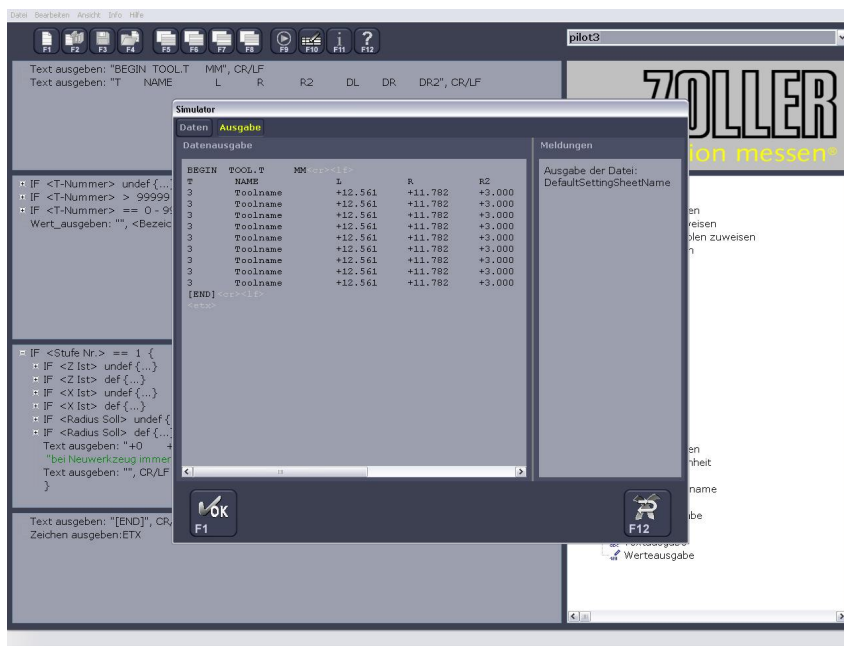 Datei Bearbeiten Ansicht Info Hilfe
F1 F2 F3 F4 F5 F6 F7 F8 F9 F10 F11 F12
pilot3
Text ausgeben: "BEGIN TOOL.T MM", CR/LF
Text ausgeben: "T NAME L R R2 DL DR DR2", CR/LF
ZOLLER
ion messen®
Simulator
Daten Ausgabe
Datenausgabe
Meldungen
BEGIN TOOL.T MM<cr><lf>
T NAME L R R2
3 Toolname +12.561 +11.782 +3.000
3 Toolname +12.561 +11.782 +3.000
3 Toolname +12.561 +11.782 +3.000
3 Toolname +12.561 +11.782 +3.000
3 Toolname +12.561 +11.782 +3.000
3 Toolname +12.561 +11.782 +3.000
3 Toolname +12.561 +11.782 +3.000
3 Toolname +12.561 +11.782 +3.000
3 Toolname +12.561 +11.782 +3.000
[END]<cr><lf>
<etx>
Ausgabe der Datei:
DefaultSettingSheetName
OK
F1
F12
IF <T-Nummer> undef {...
IF <T-Nummer> > 99999
IF <T-Nummer> == 0 - 9
Wert_ausgeben: "", <Bezeic
en
eisen
len zuweisen
n
IF <Stufe Nr.> == 1 {
IF <Z Ist> undef {...}
IF <Z Ist> def {...}
IF <X Ist> undef {...}
IF <X Ist> def {...}
IF <Radius Soll> undef {
IF <Radius Soll> def {...
Text ausgeben: "+0 +
"bei Neuwerkzeug immer
Text ausgeben: "", CR/LF
}
en
nheit
name
abe
Werteausgabe
Text ausgeben: "[END]", CR
Zeichen ausgeben:ETX